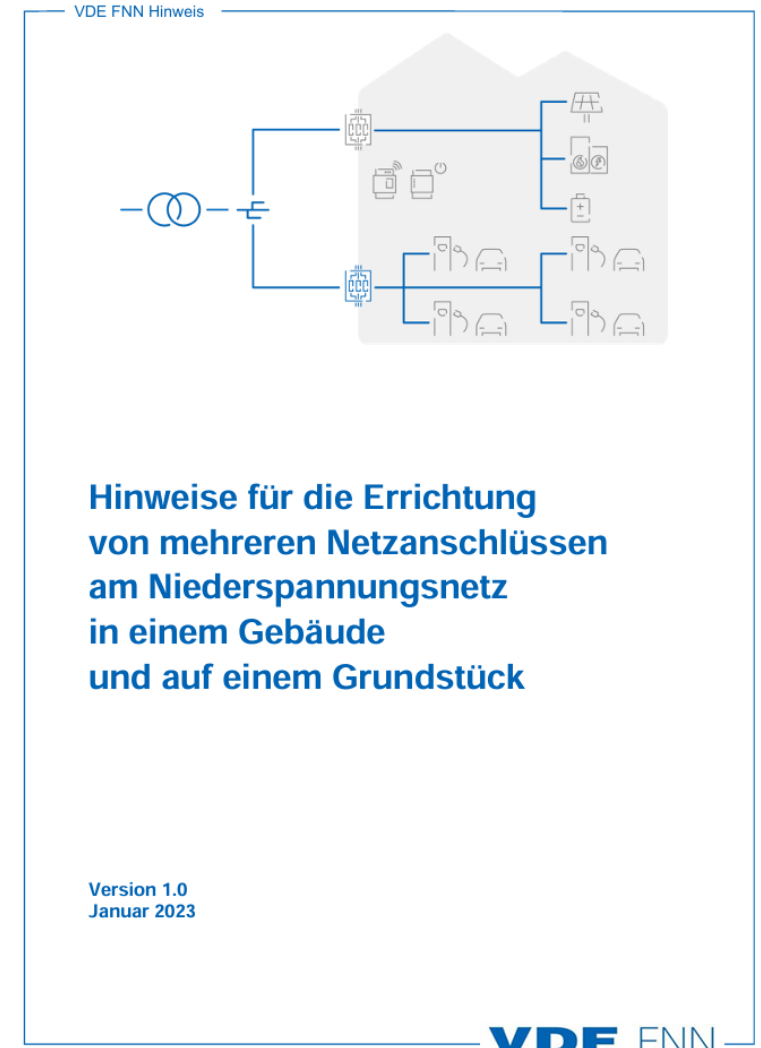 VDE FNN Hinweis
Hinweise für die Errichtung
von mehreren Netzanschlüssen
am Niederspannungsnetz
in einem Gebäude
und auf einem Grundstück
Version 1.0
Januar 2023
VDE FNN